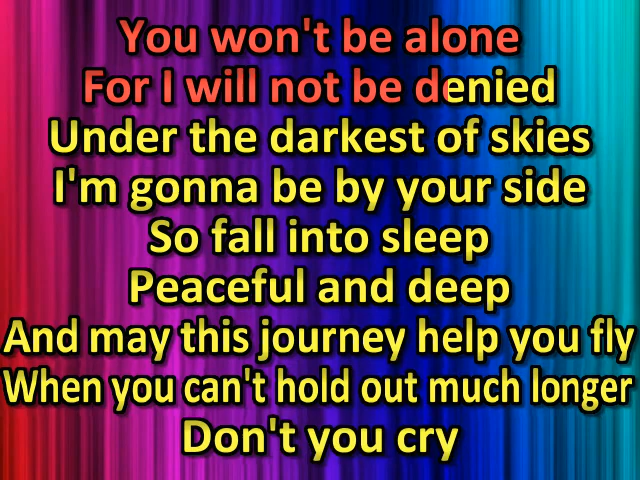 You won't be alone
For I will not be denied
Under the darkest of skies
I'm gonna be by your side
So fall into sleep
Peaceful and deep
And may this journey help you fly
When you can't hold out much longer
Don't you cry